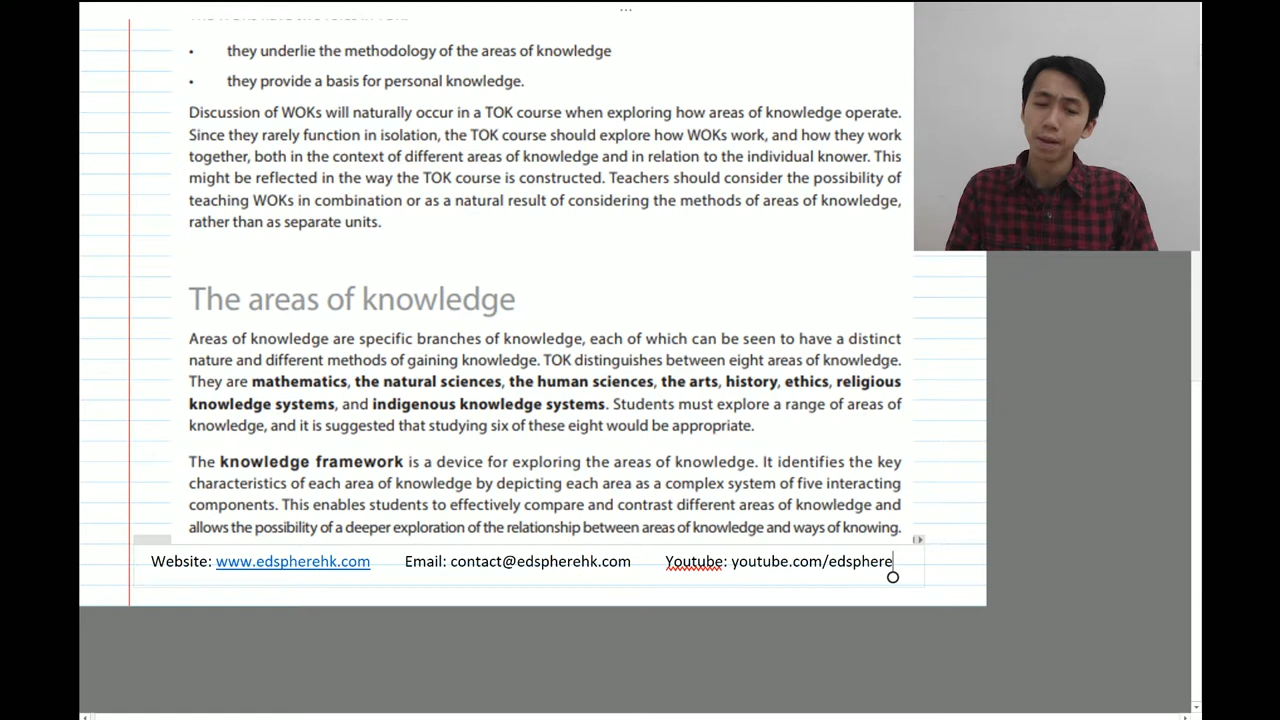 •	they underlie the methodology of the areas of knowledge
•	they provide a basis for personal knowledge.
Discussion of WOKs will naturally occur in a TOK course when exploring how areas of knowledge operate.
Since they rarely function in isolation, the TOK course should explore how WOKs work, and how they work
together, both in the context of different areas of knowledge and in relation to the individual knower. This
might be reflected in the way the TOK course is constructed. Teachers should consider the possibility of
teaching WOKs in combination or as a natural result of considering the methods of areas of knowledge,
rather than as separate units.
The areas of knowledge
Areas of knowledge are specific branches of knowledge, each of which can be seen to have a distinct
nature and different methods of gaining knowledge. TOK distinguishes between eight areas of knowledge.
They are mathematics, the natural sciences, the human sciences, the arts, history, ethics, religious
knowledge systems, and indigenous knowledge systems. Students must explore a range of areas of
knowledge, and it is suggested that studying six of these eight would be appropriate.
The knowledge framework is a device for exploring the areas of knowledge. It identifies the key
characteristics of each area of knowledge by depicting each area as a complex system of five interacting
components. This enables students to effectively compare and contrast different areas of knowledge and
allows the possibility of a deeper exploration of the relationship between areas of knowledge and ways of knowing.
Website: www.edspherehk.com Email: contact@edspherehk.com Youtube: youtube.com/edsphere